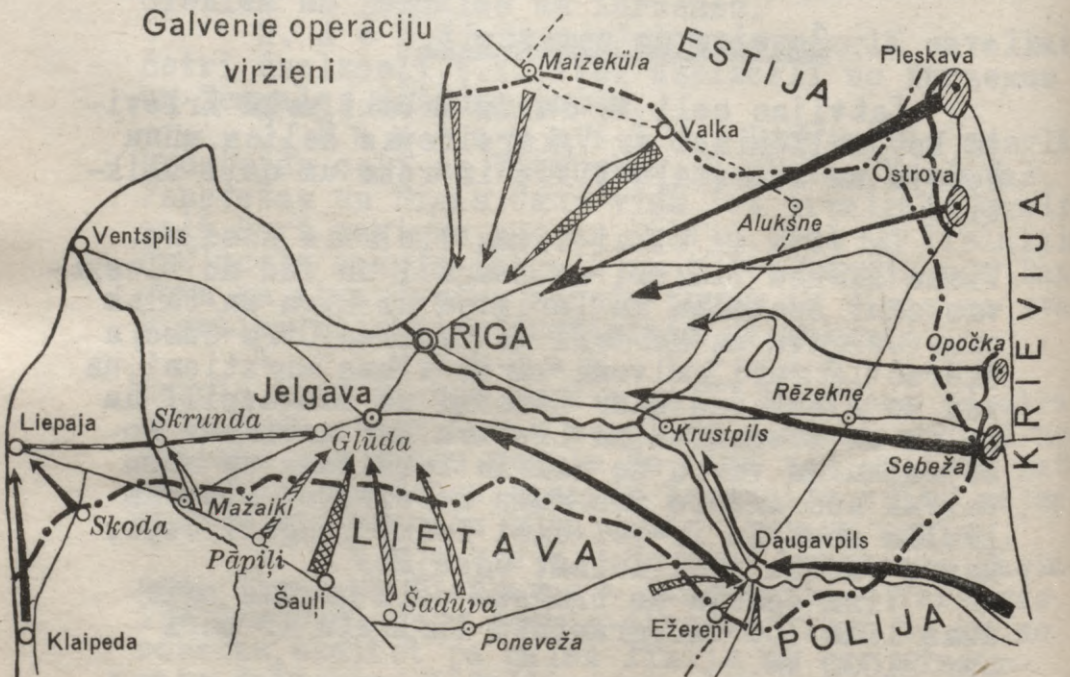 Galvenie operaciju
virzieni
Maizeküla
ESTIJA
Pleskava
Valka
Ostrova
Aluksne
Ventspils
KRIEVIJA
RIGA
Opočka
Jelgava
Rēzekne
Liepaja
Skrunda
Glūda
Krustpils
Sebeža
Skoda
Mažaiki
LIETAVA
Pāpiļi
Daugavpils
Šauļi
Šaduva
Klaipeda
Poneveža
Ežereni
POLIJA